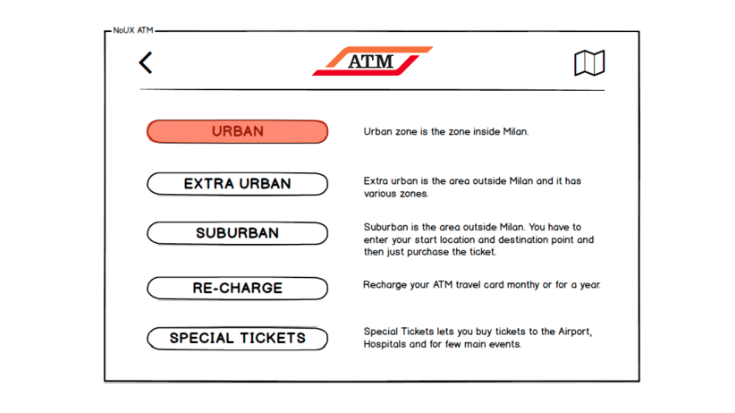 NoUX ATM
ATM
URBAN
Urban zone is the zone inside Milan.
EXTRA URBAN
Extra urban is the area outside Milan and it has
various zones.
SUBURBAN
Suburban is the area outside Milan. You have to
enter your start location and destination point and
then just purchase the ticket.
RE-CHARGE
Recharge your ATM travel card monthy or for a year.
SPECIAL TICKETS
Special Tickets lets you buy tickets to the Airport,
Hospitals and for few main events.